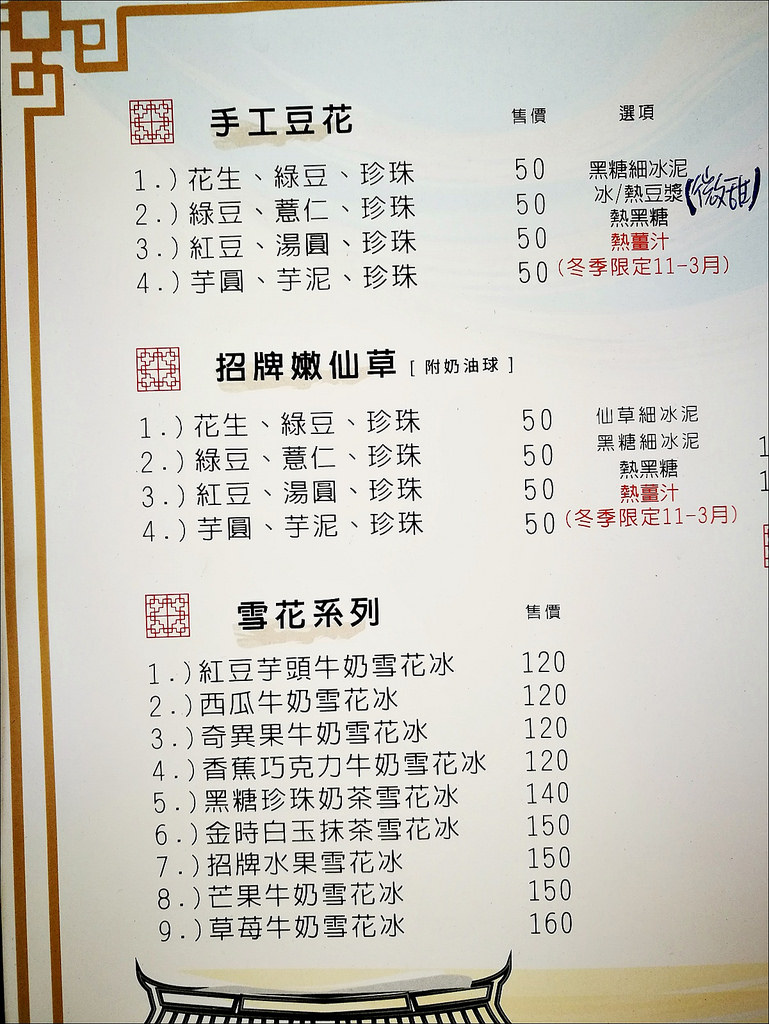 手工豆花 售價 選項
1.)花生、綠豆、珍珠 50 黑糖細冰泥
2.)綠豆、薏仁、珍珠 50 冰/熱豆漿(微甜)
3.)紅豆、湯圓、珍珠 50 熱黑糖
熱薑汁
4.)芋圓、芋泥、珍珠 50 (冬季限定11-3月)
招牌嫩仙草 [附奶油球]
1.)花生、綠豆、珍珠 50 仙草細冰泥
2.)綠豆、薏仁、珍珠 50 黑糖細冰泥
3.)紅豆、湯圓、珍珠 50 熱黑糖
熱薑汁
4.)芋圓、芋泥、珍珠 50 (冬季限定11-3月)
雪花系列 售價
1.)紅豆芋頭牛奶雪花冰 120
2.)西瓜牛奶雪花冰 120
3.)奇異果牛奶雪花冰 120
4.)香蕉巧克力牛奶雪花冰 120
5.)黑糖珍珠奶茶雪花冰 140
6.)金時白玉抹茶雪花冰 150
7.)招牌水果雪花冰 150
8.)芒果牛奶雪花冰 150
9.)草莓牛奶雪花冰 160